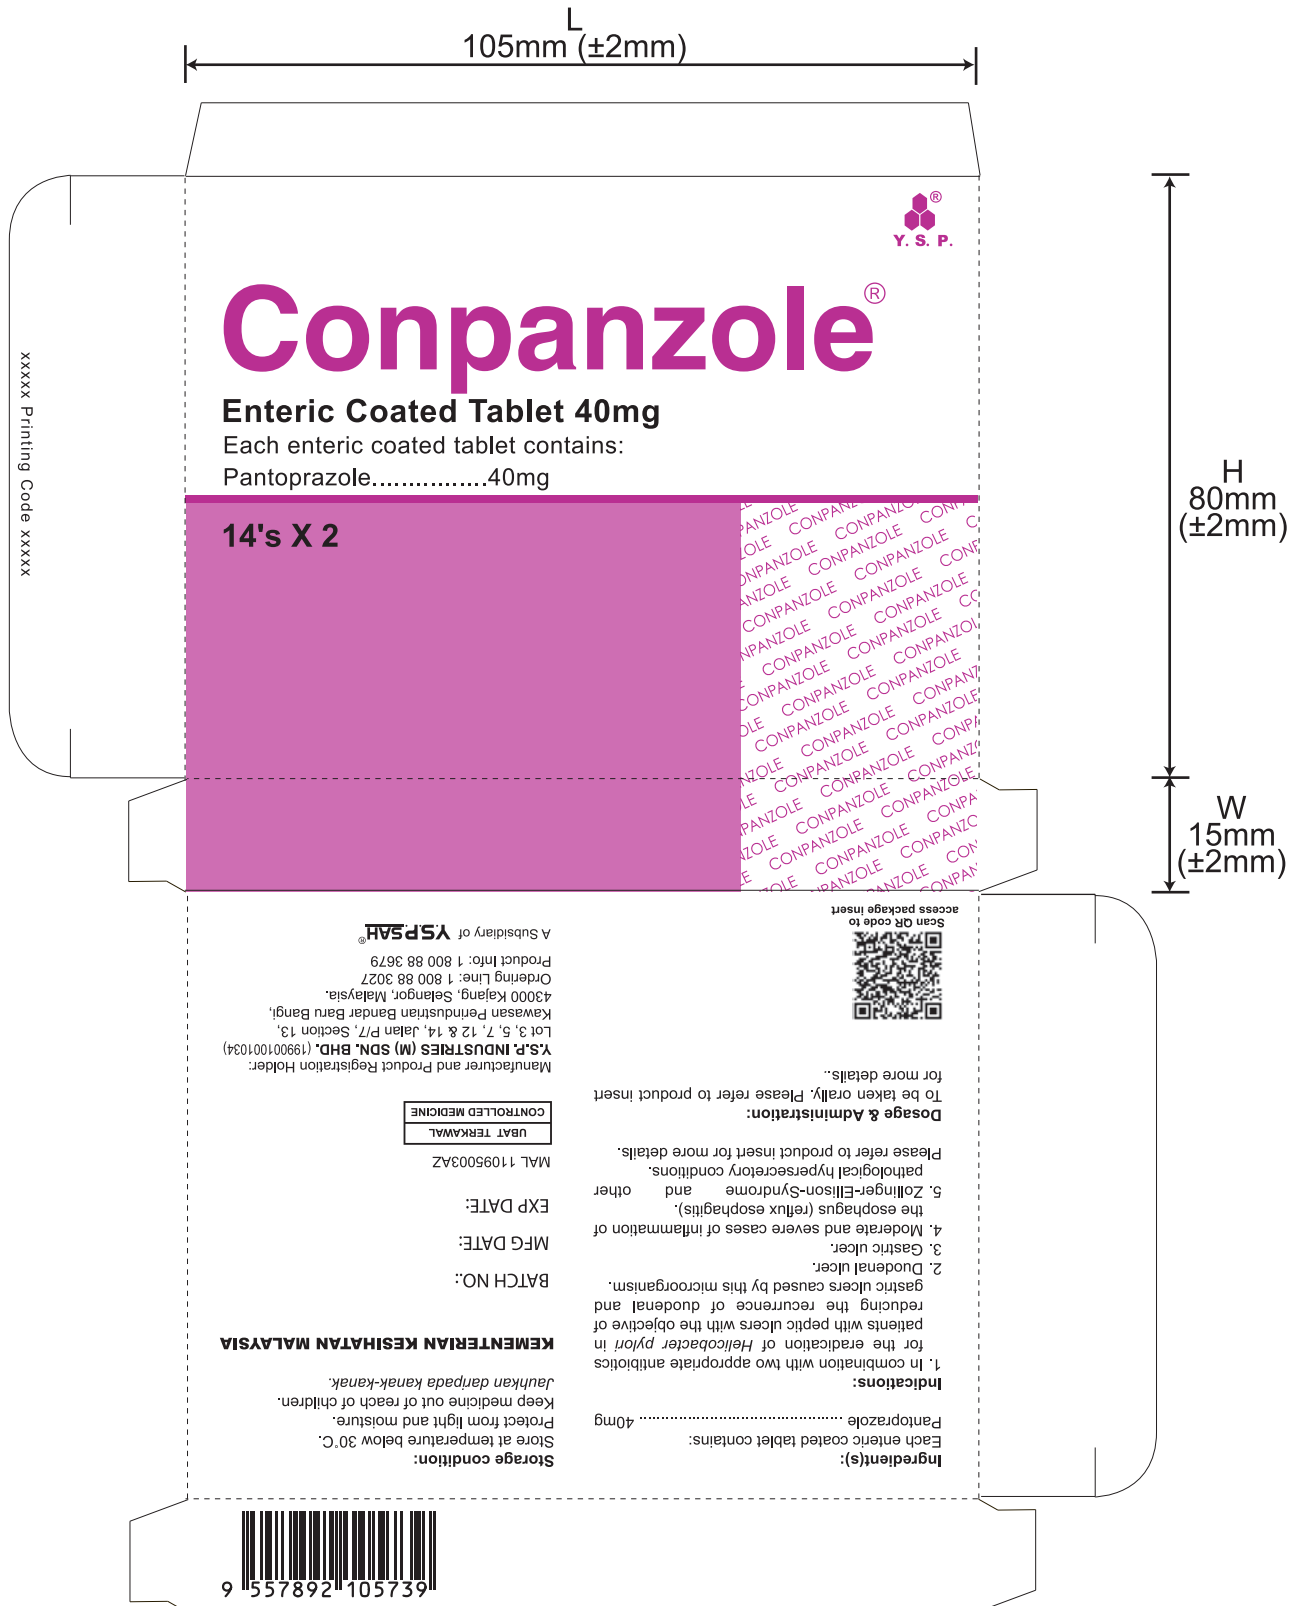 L
105mm (±2mm)
®
Y. S. P.
Conpanzole®
Enteric Coated Tablet 40mg
Each enteric coated tablet contains:
Pantoprazole................40mg
14's X 2
CONPANZOLE
xxxxx Printing Code xxxxx
H
80mm
(±2mm)
W
15mm
(±2mm)
Ingredient(s):
Each enteric coated tablet contains:
Pantoprazole ............................................ 40mg
Indications:
1. In combination with two appropriate antibiotics
for the eradication of Helicobacter pylori in
patients with peptic ulcers with the objective of
reducing the recurrence of duodenal and
gastric ulcers caused by this microorganism.
2. Duodenal ulcer.
3. Gastric ulcer.
4. Moderate and severe cases of inflammation of
the esophagus (reflux esophagitis).
5. Zollinger-Ellison-Syndrome and other
pathological hypersecretory conditions.
Please refer to product insert for more details.
Dosage & Administration:
To be taken orally. Please refer to product insert
for more details..
Scan QR code to
access package insert
Storage condition:
Store at temperature below 30°C.
Protect from light and moisture.
Keep medicine out of reach of children.
Jauhkan daripada kanak-kanak.
KEMENTERIAN KESIHATAN MALAYSIA
BATCH NO.:
MFG DATE:
EXP DATE:
MAL 11095003AZ
UBAT TERKAWAL
CONTROLLED MEDICINE
Manufacturer and Product Registration Holder:
Y.S.P. INDUSTRIES (M) SDN. BHD. (199001001034)
Lot 3, 5, 7, 12 & 14, Jalan P/7, Section 13,
Kawasan Perindustrian Bandar Baru Bangi,
43000 Kajang, Selangor, Malaysia.
Ordering Line: 1 800 88 3027
Product Info: 1 800 88 3679
A Subsidiary of Y.S.P.SAH®
9 557892 105739